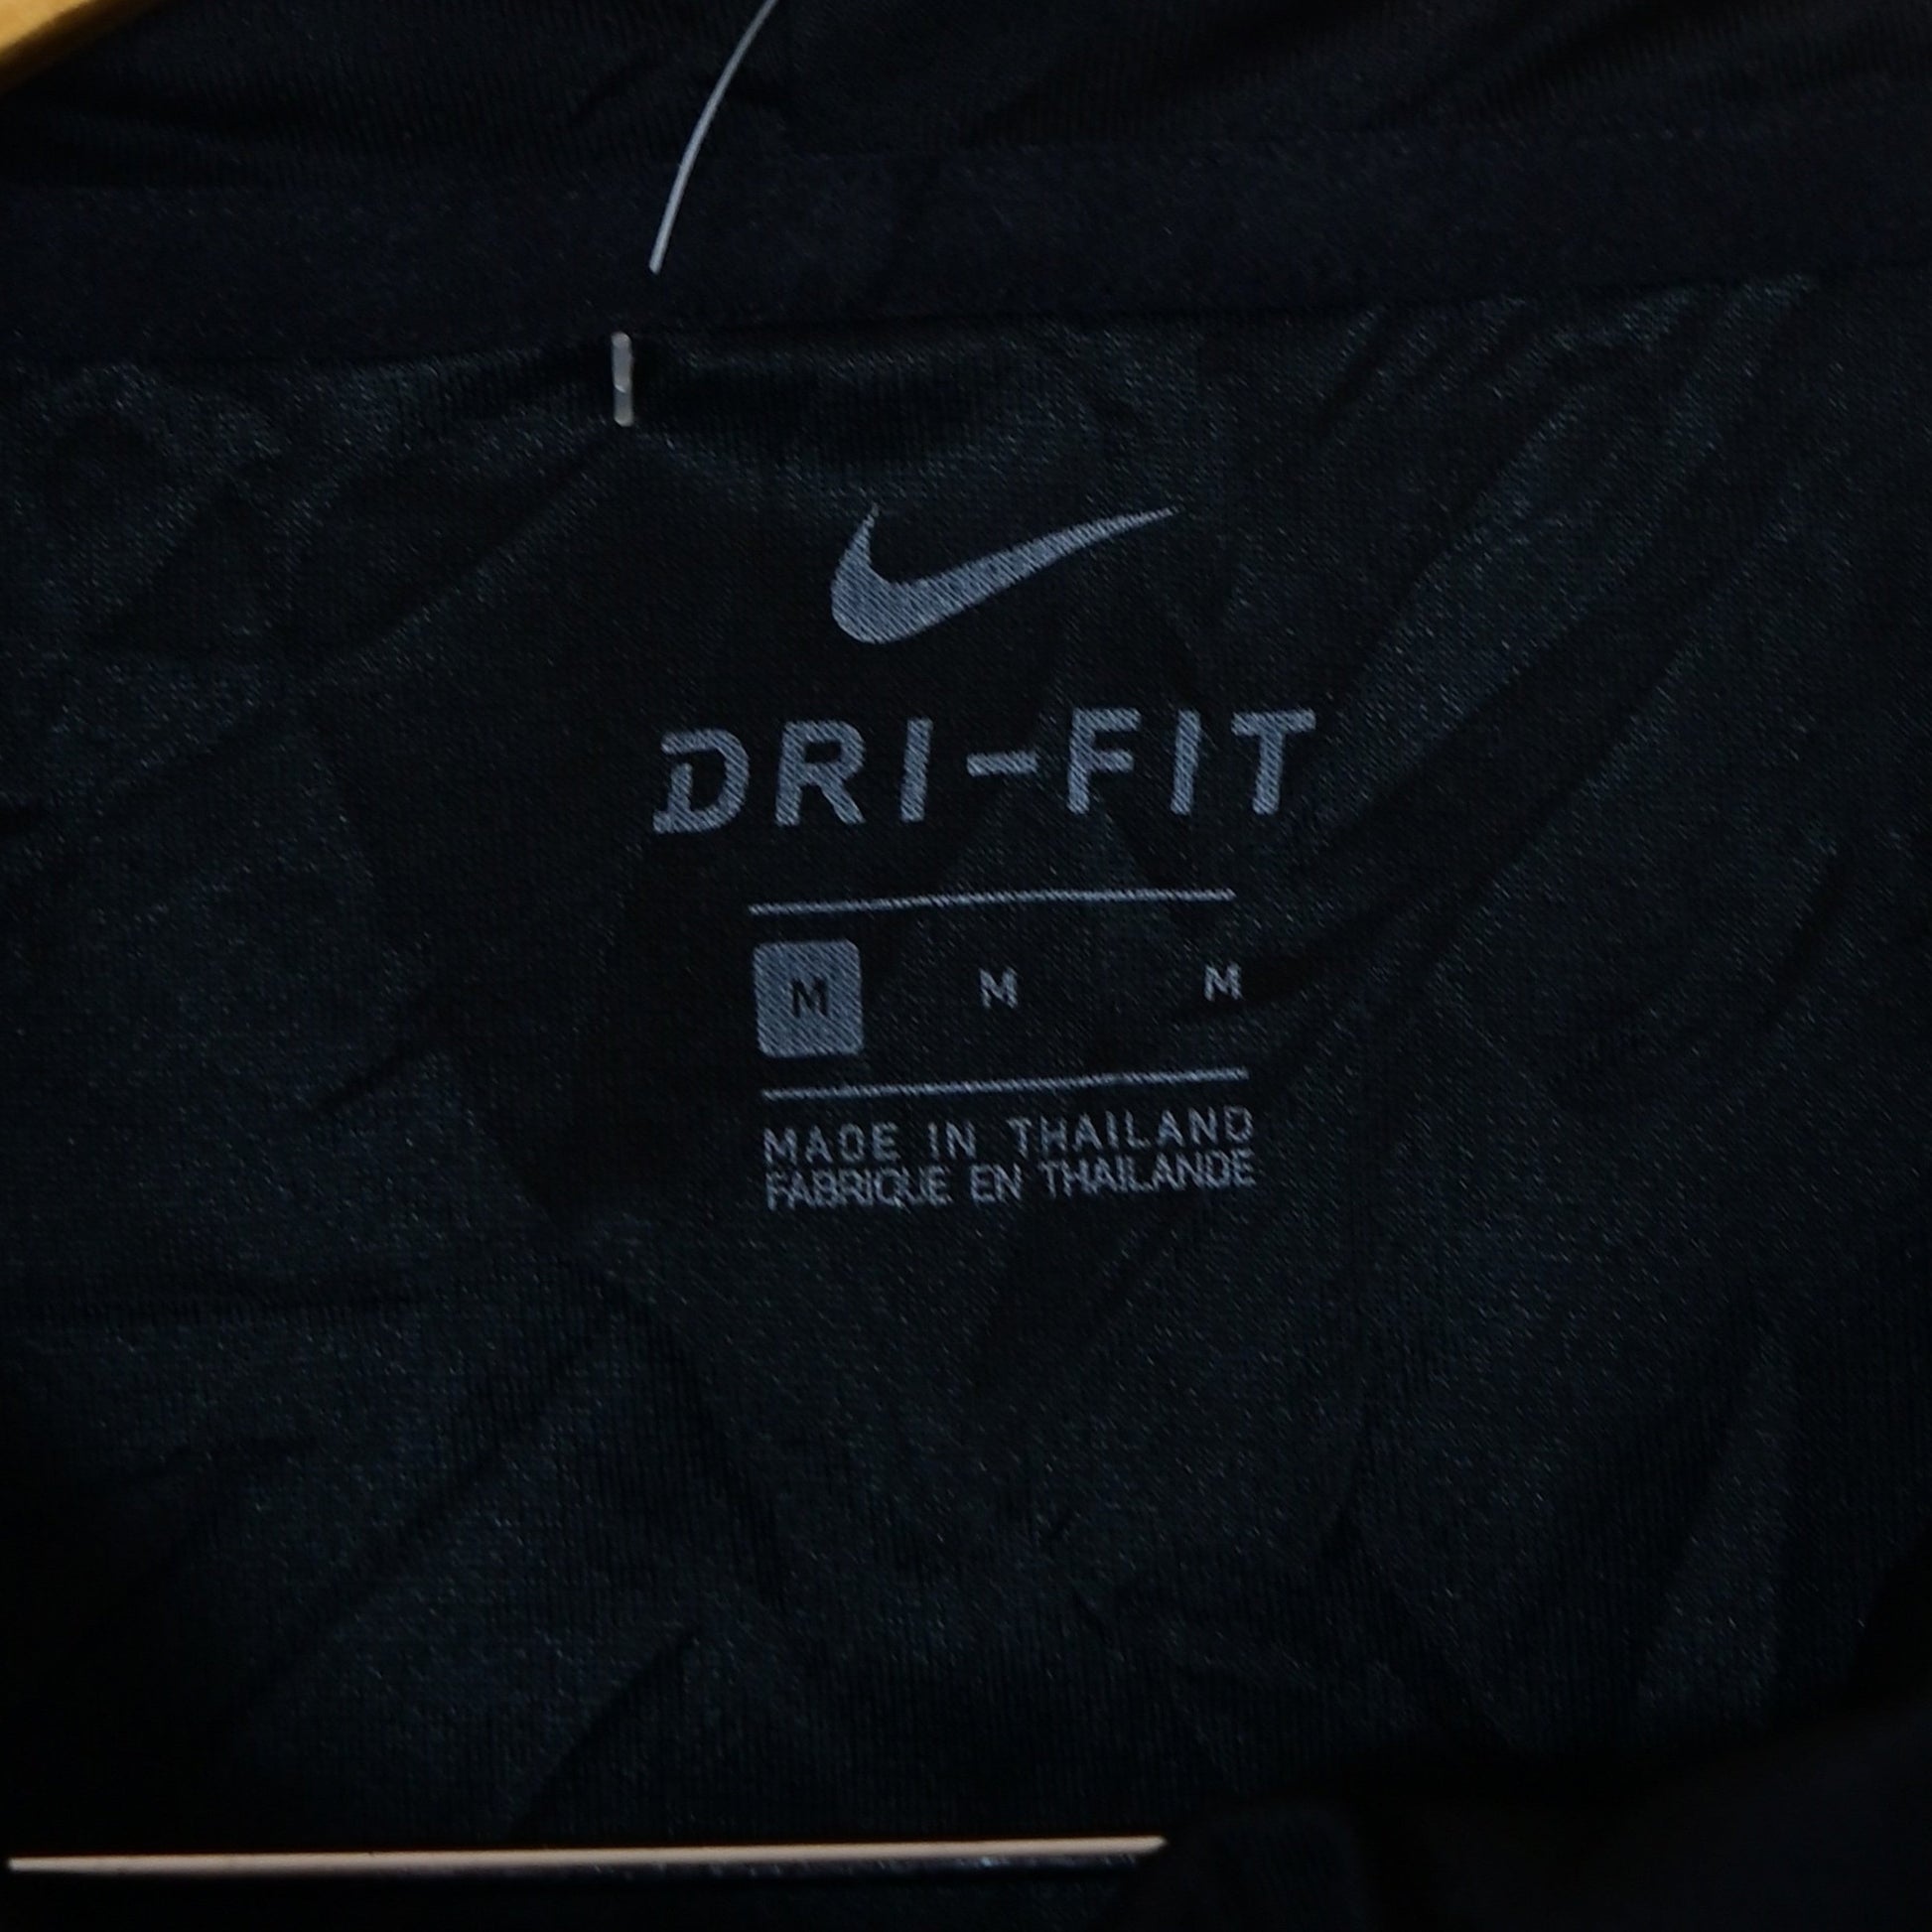 DRI-FIT
M M M
MADE IN THAILAND
FABRIQUE EN THAILANDE